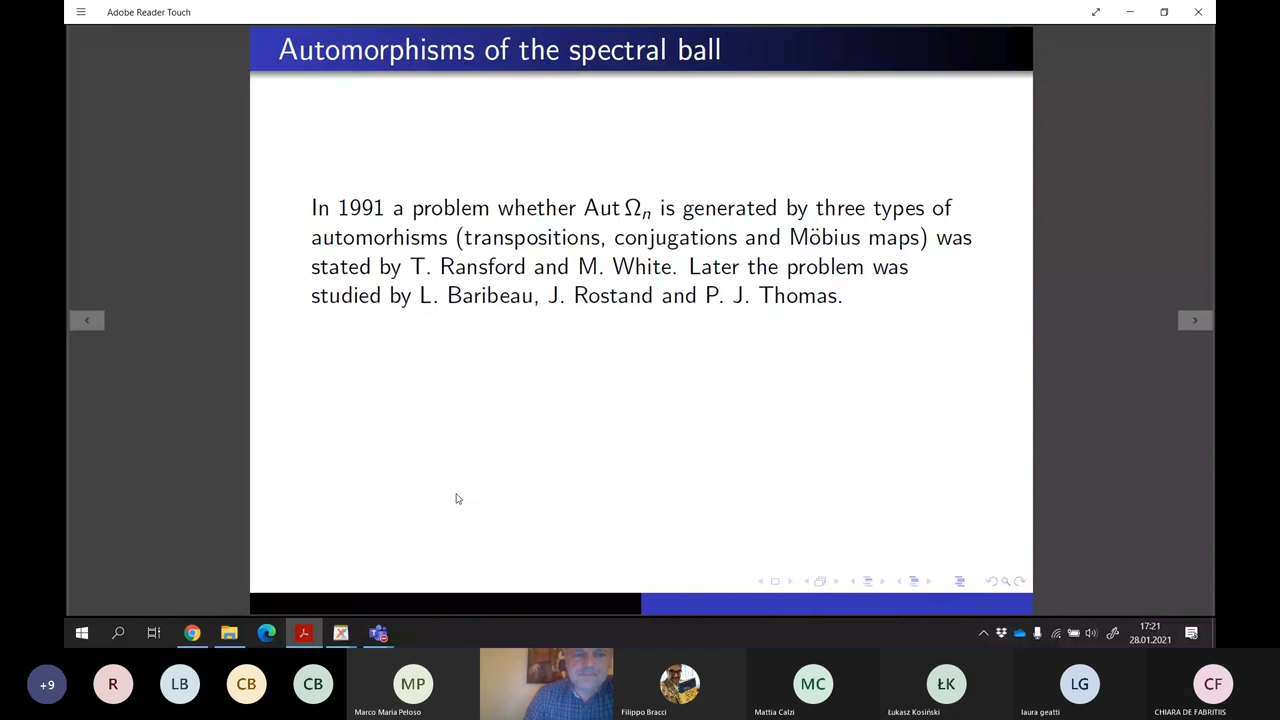 Adobe Reader Touch
Automorphisms of the spectral ball
In 1991 a problem whether Aut Ωn is generated by three types of
automorhisms (transpositions, conjugations and Möbius maps) was
stated by T. Ransford and M. White. Later the problem was
studied by L. Baribeau, J. Rostand and P. J. Thomas.
17:21
28.01.2021
+9
R
LB
CB
CB
MP
MC
ŁK
LG
CF
Marco Maria Peloso
Filippo Bracci
Mattia Calzi
Łukasz Kosiński
laura geatti
CHIARA DE FABRITIIS